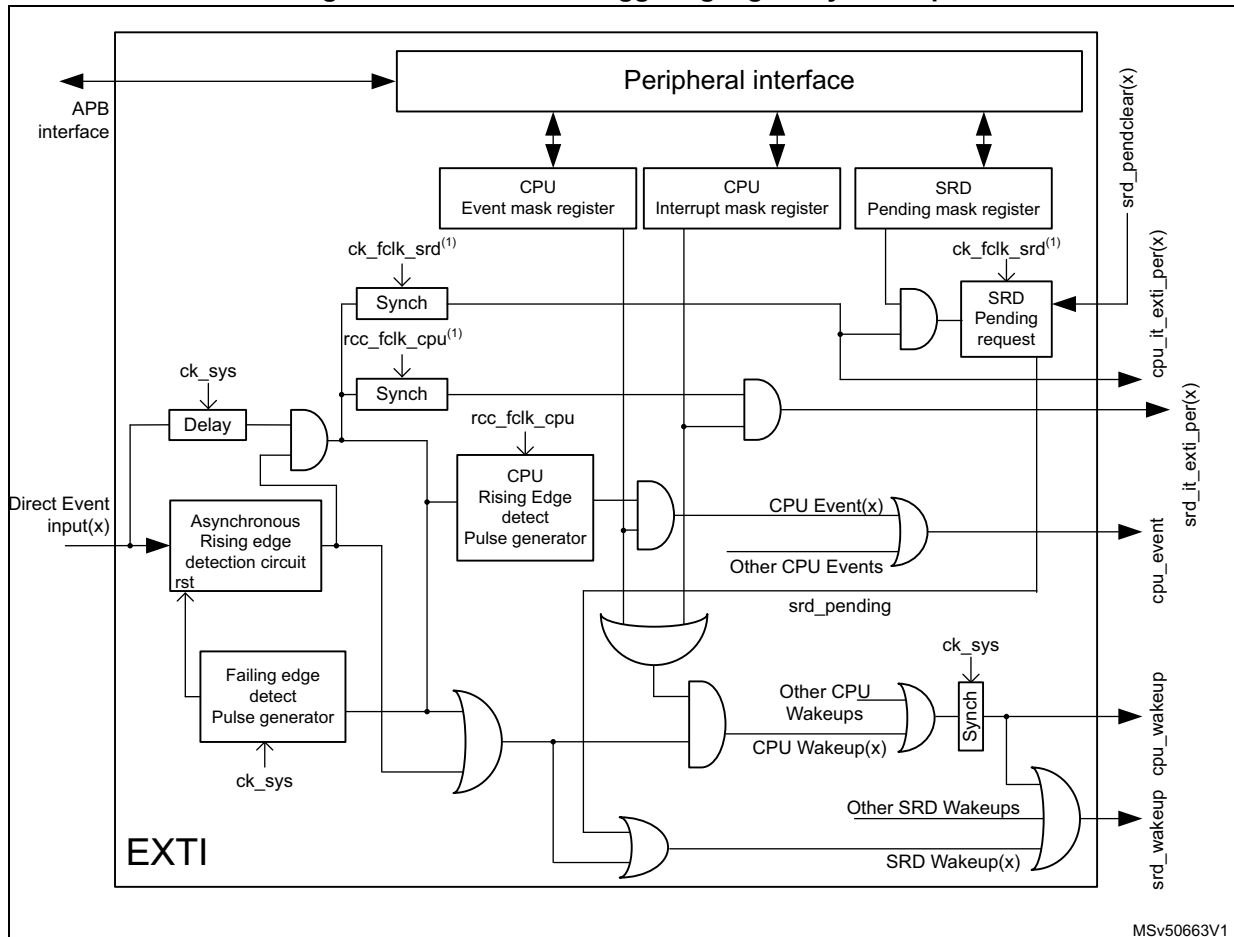 Peripheral interface
APB
interface
CPU
Event mask register
CPU
Interrupt mask register
SRD
Pending mask register
srd_pendclear(x)
ck_fclk_srd(1)
Synch
ck_fclk_srd(1)
SRD
Pending
request
cpu_it_exti_per(x)
rcc_fclk_cpu(1)
Synch
ck_sys
Delay
srd_it_exti_per(x)
rcc_fclk_cpu
CPU
Rising Edge
detect
Pulse generator
Direct Event
input(x)
Asynchronous
Rising edge
detection circuit
rst
CPU Event(x)
Other CPU Events
cpu_event
srd_pending
Failing edge
detect
Pulse generator
ck_sys
ck_sys
Synch
Other CPU
Wakeups
CPU Wakeup(x)
cpu_wakeup
Other SRD Wakeups
SRD Wakeup(x)
srd_wakeup
EXTI
MSv50663V1